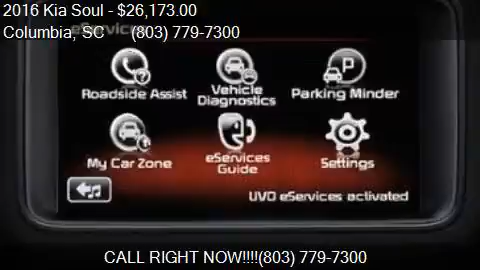 2016 Kia Soul - $26,173.00
Columbia, SC (803) 779-7300
eServices
Roadside Assist
Vehicle Diagnostics
Parking Minder
My Car Zone
eServices Guide
Settings
UVO eServices activated
CALL RIGHT NOW!!!!(803) 779-7300